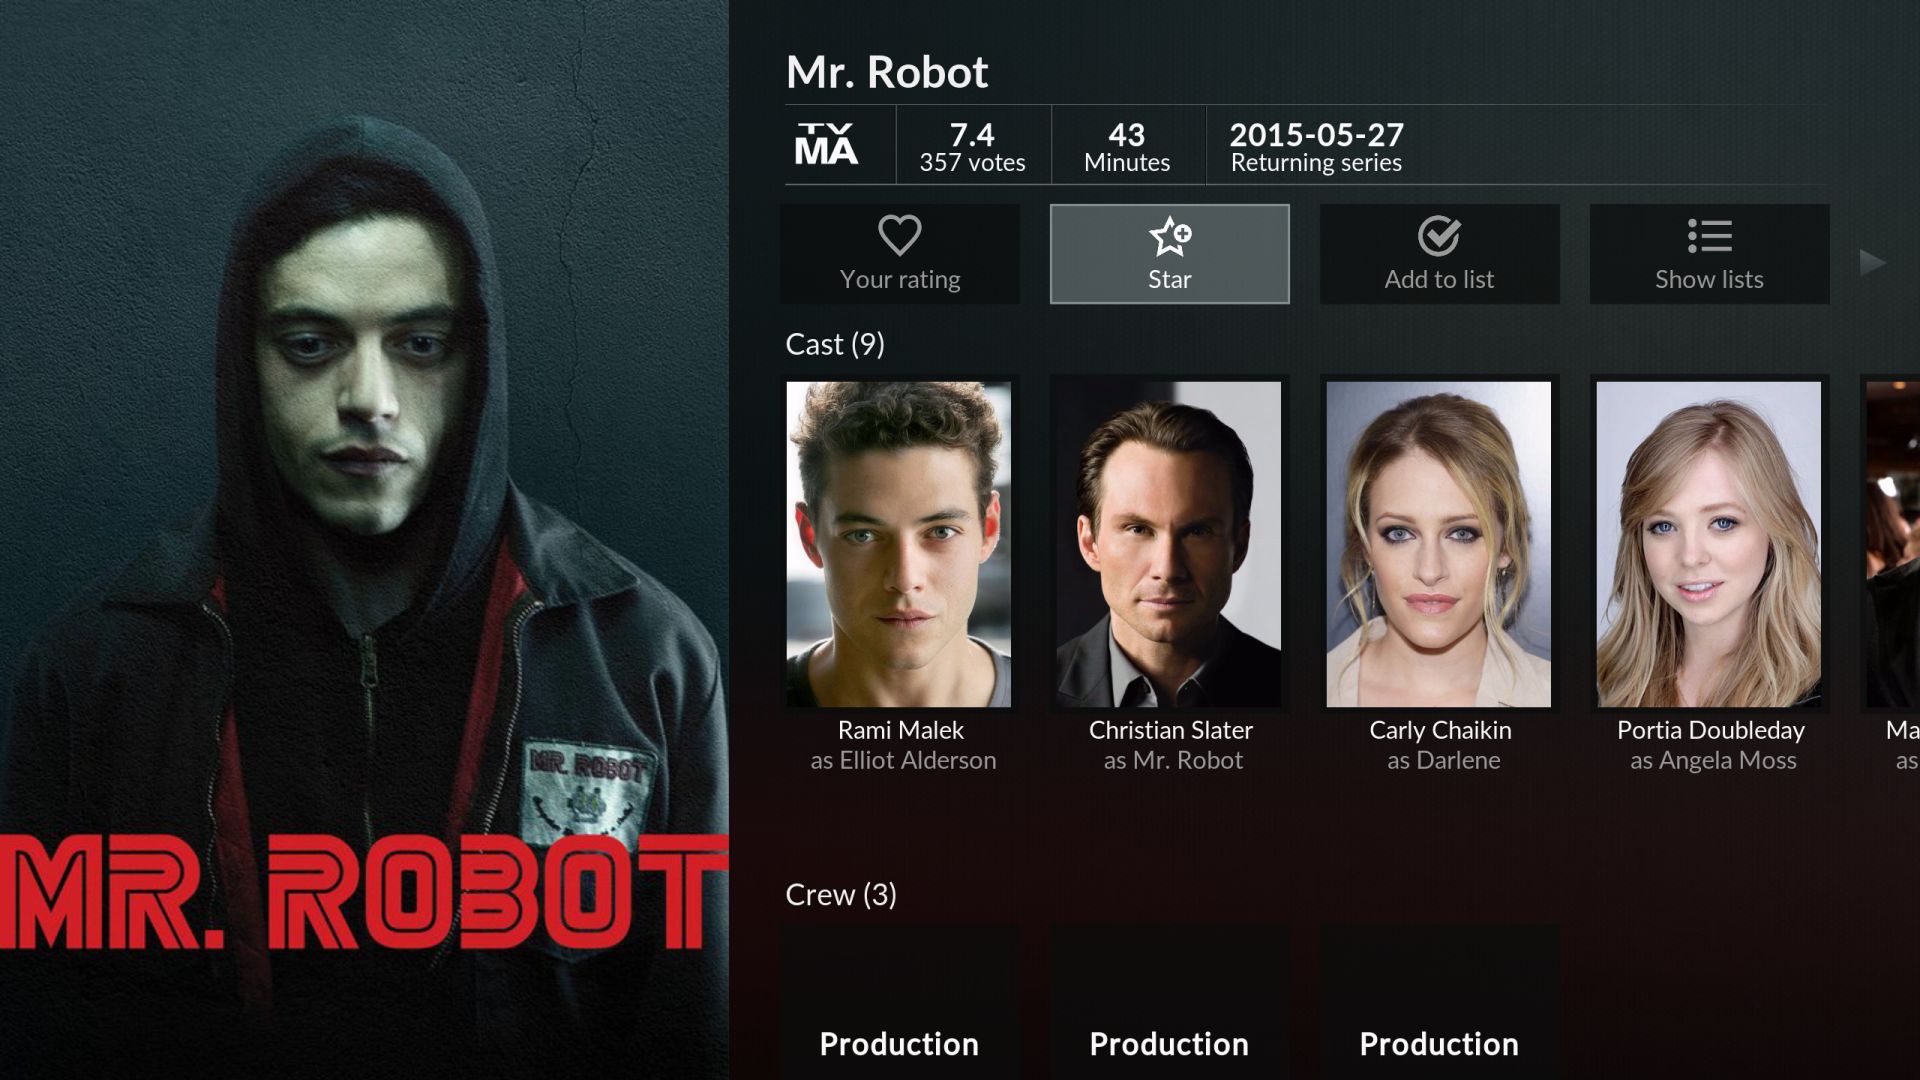 Mr. Robot
TV
MA
7.4
357 votes
43
Minutes
2015-05-27
Returning series
Your rating
Star
Add to list
Show lists
Cast (9)
Rami Malek
as Elliot Alderson
Christian Slater
as Mr. Robot
Carly Chaikin
as Darlene
Portia Doubleday
as Angela Moss
Ma
as
MR. ROBOT
MR. ROBOT
Crew (3)
Production
Production
Production